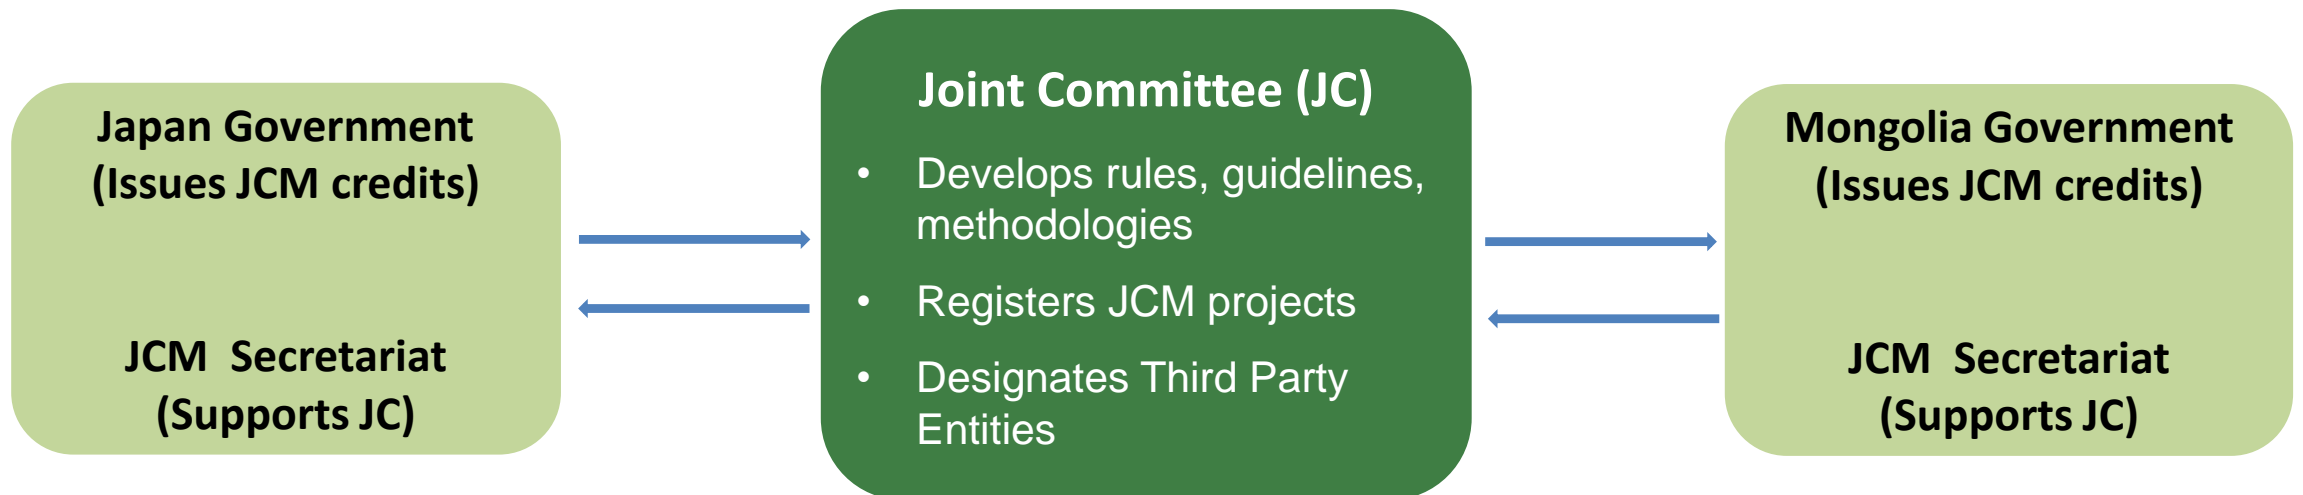 Japan Government
(Issues JCM credits)
JCM  Secretariat
(Supports JC)
Joint Committee (JC)
• Develops rules, guidelines,
methodologies
• Registers JCM projects
• Designates Third Party
Entities
Mongolia Government
(Issues JCM credits)
JCM  Secretariat
(Supports JC)